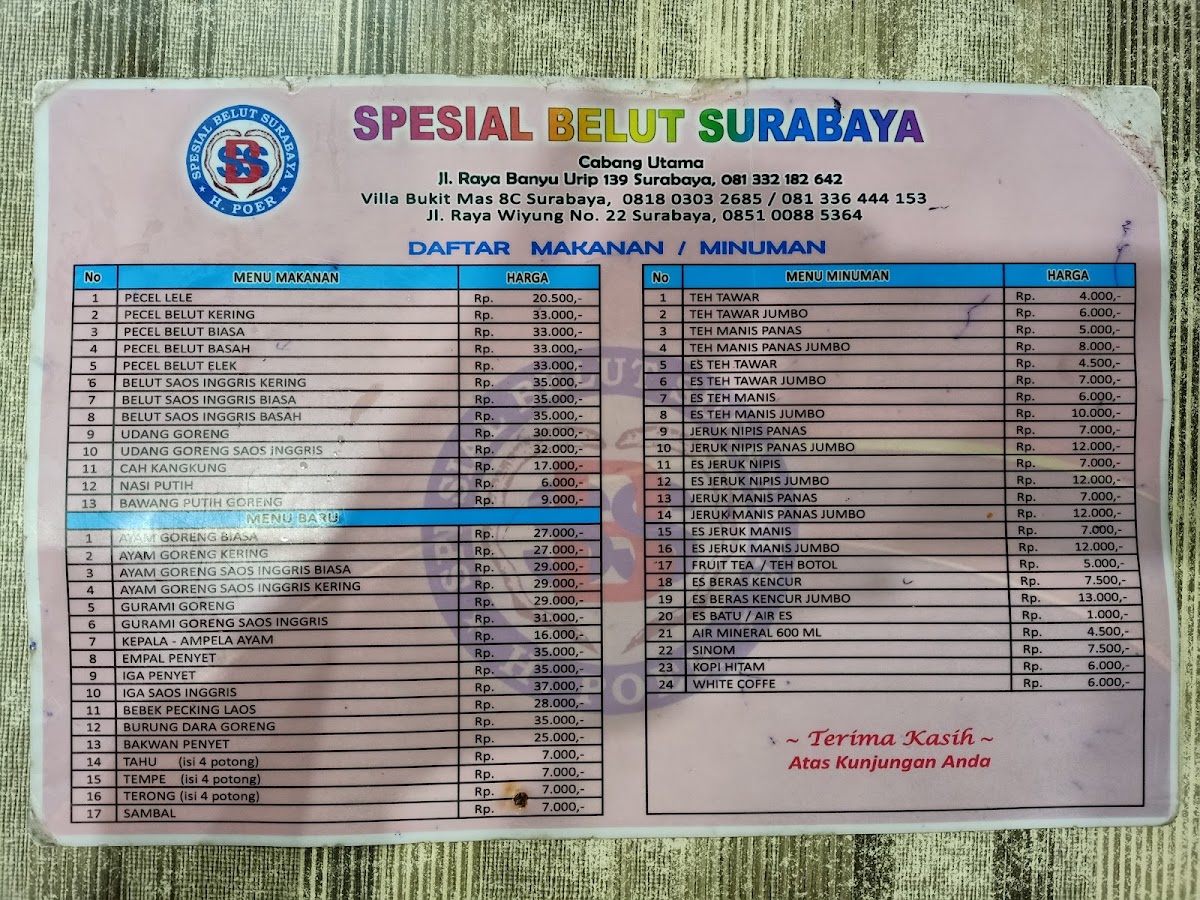 SPESIAL BELUT SURABAYA
SBS
★ H. POER ★
SPESIAL BELUT SURABAYA
Cabang Utama
Jl. Raya Banyu Urip 139 Surabaya, 081 332 182 642
Villa Bukit Mas 8C Surabaya, 0818 0303 2685 / 081 336 444 153
Jl. Raya Wiyung No. 22 Surabaya, 0851 0088 5364
DAFTAR MAKANAN / MINUMAN
No MENU MAKANAN HARGA
1 PECEL LELE Rp. 20.500,-
2 PECEL BELUT KERING Rp. 33.000,-
3 PECEL BELUT BIASA Rp. 33.000,-
4 PECEL BELUT BASAH Rp. 33.000,-
5 PECEL BELUT ELEK Rp. 33.000,-
6 BELUT SAOS INGGRIS KERING Rp. 35.000,-
7 BELUT SAOS INGGRIS BIASA Rp. 35.000,-
8 BELUT SAOS INGGRIS BASAH Rp. 35.000,-
9 UDANG GORENG Rp. 30.000,-
10 UDANG GORENG SAOS INGGRIS Rp. 32.000,-
11 CAH KANGKUNG Rp. 17.000,-
12 NASI PUTIH Rp. 6.000,-
13 BAWANG PUTIH GORENG Rp. 9.000,-
MENU BARU
1 AYAM GORENG BIASA Rp. 27.000,-
2 AYAM GORENG KERING Rp. 27.000,-
3 AYAM GORENG SAOS INGGRIS BIASA Rp. 29.000,-
4 AYAM GORENG SAOS INGGRIS KERING Rp. 29.000,-
5 GURAMI GORENG Rp. 29.000,-
6 GURAMI GORENG SAOS INGGRIS Rp. 31.000,-
7 KEPALA - AMPELA AYAM Rp. 16.000,-
8 EMPAL PENYET Rp. 35.000,-
9 IGA PENYET Rp. 35.000,-
10 IGA SAOS INGGRIS Rp. 37.000,-
11 BEBEK PECKING LAOS Rp. 28.000,-
12 BURUNG DARA GORENG Rp. 35.000,-
13 BAKWAN PENYET Rp. 25.000,-
14 TAHU (isi 4 potong) Rp. 7.000,-
15 TEMPE (isi 4 potong) Rp. 7.000,-
16 TERONG (isi 4 potong) Rp. 7.000,-
17 SAMBAL Rp. 7.000,-
No MENU MINUMAN HARGA
1 TEH TAWAR Rp. 4.000,-
2 TEH TAWAR JUMBO Rp. 6.000,-
3 TEH MANIS PANAS Rp. 5.000,-
4 TEH MANIS PANAS JUMBO Rp. 8.000,-
5 ES TEH TAWAR Rp. 4.500,-
6 ES TEH TAWAR JUMBO Rp. 7.000,-
7 ES TEH MANIS Rp. 6.000,-
8 ES TEH MANIS JUMBO Rp. 10.000,-
9 JERUK NIPIS PANAS Rp. 7.000,-
10 JERUK NIPIS PANAS JUMBO Rp. 12.000,-
11 ES JERUK NIPIS Rp. 7.000,-
12 ES JERUK NIPIS JUMBO Rp. 12.000,-
13 JERUK MANIS PANAS Rp. 7.000,-
14 JERUK MANIS PANAS JUMBO Rp. 12.000,-
15 ES JERUK MANIS Rp. 7.000,-
16 ES JERUK MANIS JUMBO Rp. 12.000,-
17 FRUIT TEA / TEH BOTOL Rp. 5.000,-
18 ES BERAS KENCUR Rp. 7.500,-
19 ES BERAS KENCUR JUMBO Rp. 13.000,-
20 ES BATU / AIR ES Rp. 1.000,-
21 AIR MINERAL 600 ML Rp. 4.500,-
22 SINOM Rp. 7.500,-
23 KOPI HITAM Rp. 6.000,-
24 WHITE COFFE Rp. 6.000,-
~ Terima Kasih ~
Atas Kunjungan Anda